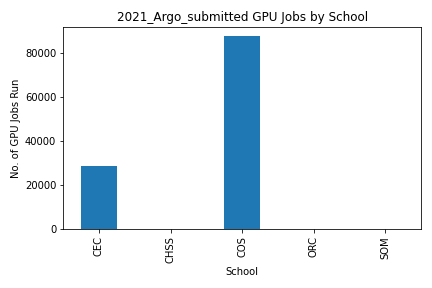 2021_Argo_submitted GPU Jobs by School
No. of GPU Jobs Run
80000
60000
40000
20000
0
CEC
CHSS
COS
ORC
SOM
School